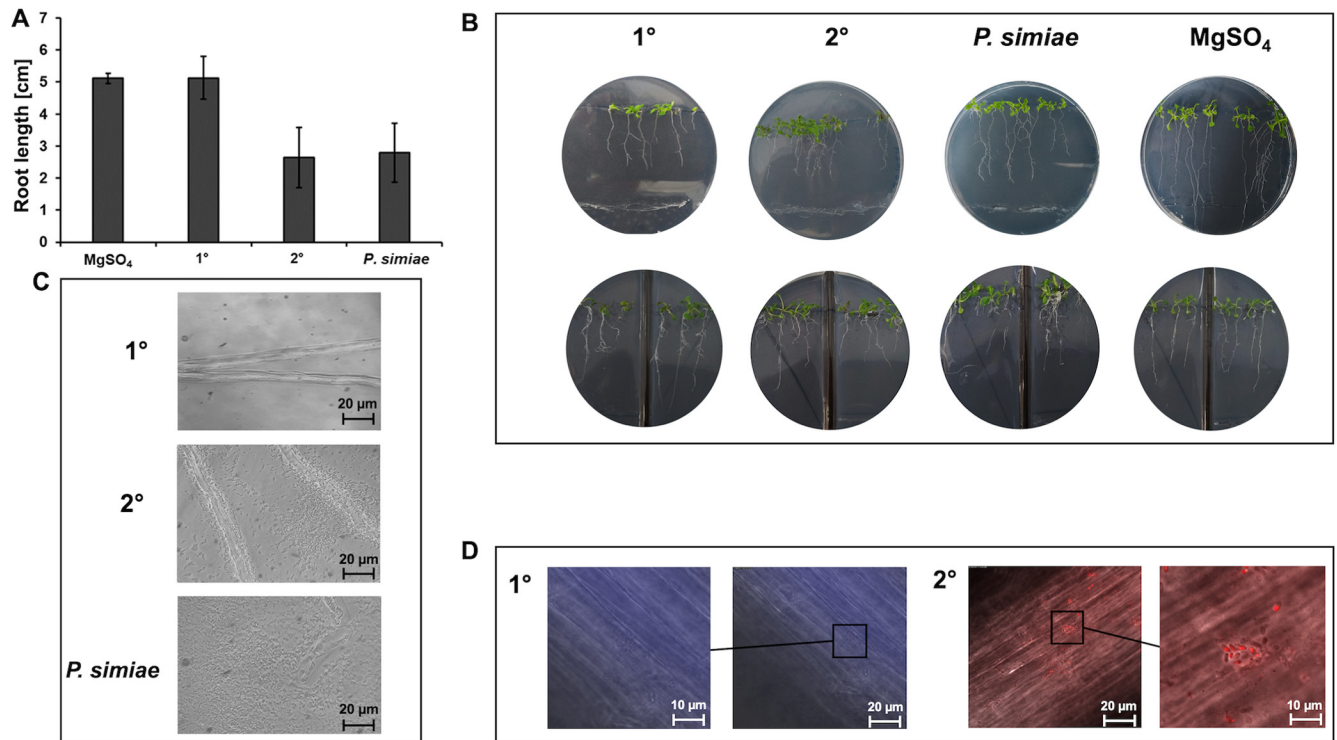 A
Root length [cm]
7
6
5
4
3
2
1
0
MgSO₄
1°
2°
P. simiae
B
1°
2°
P. simiae
MgSO₄
C
1°
20 µm
2°
20 µm
P. simiae
20 µm
D
1°
10 µm
20 µm
2°
20 µm
10 µm